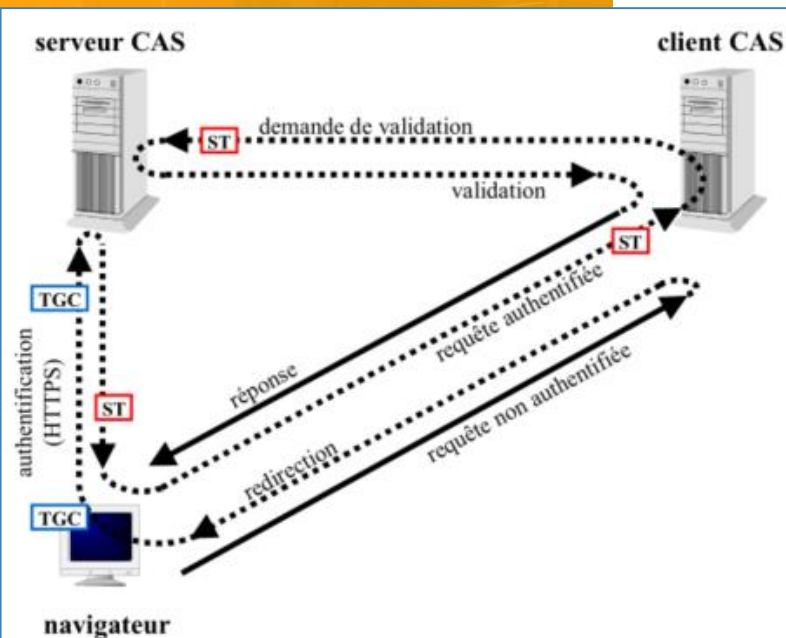 serveur CAS
client CAS
ST
demande de validation
validation
ST
TGC
authentification
(HTTPS)
ST
réponse
requête authentifiée
redirection
requête non authentifiée
TGC
navigateur